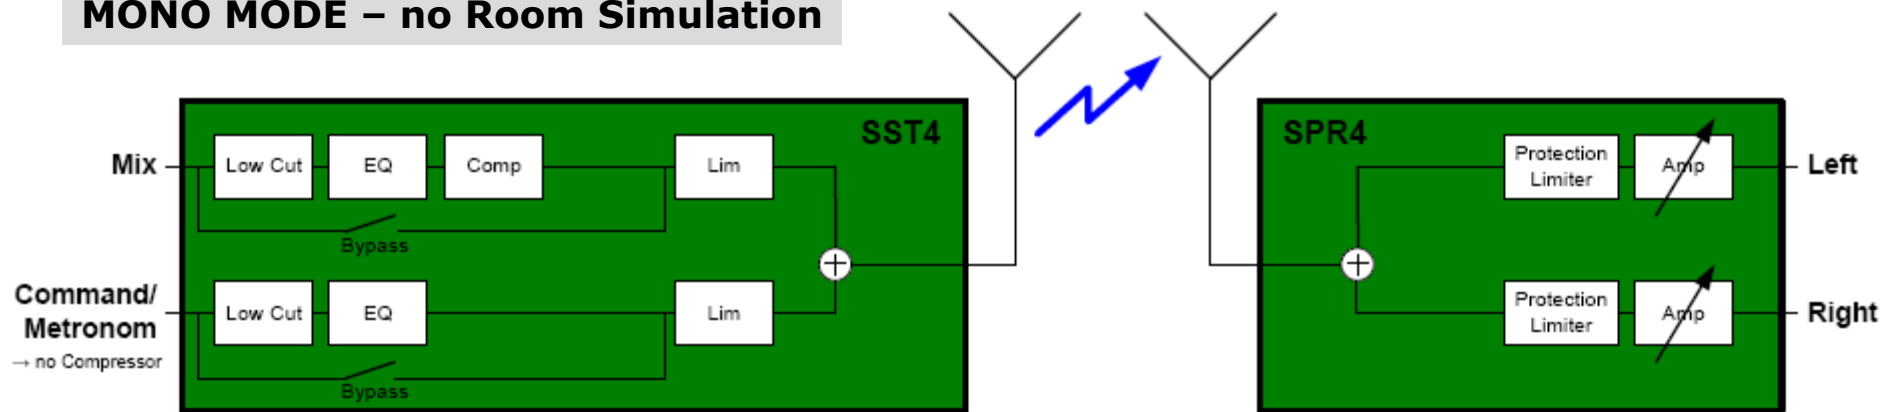 MONO MODE – no Room Simulation
SST4
Mix
Low Cut
EQ
Comp
Lim
Bypass
Command/
Metronom
→ no Compressor
Low Cut
EQ
Lim
Bypass
SPR4
Protection
Limiter
Amp
Left
Protection
Limiter
Amp
Right